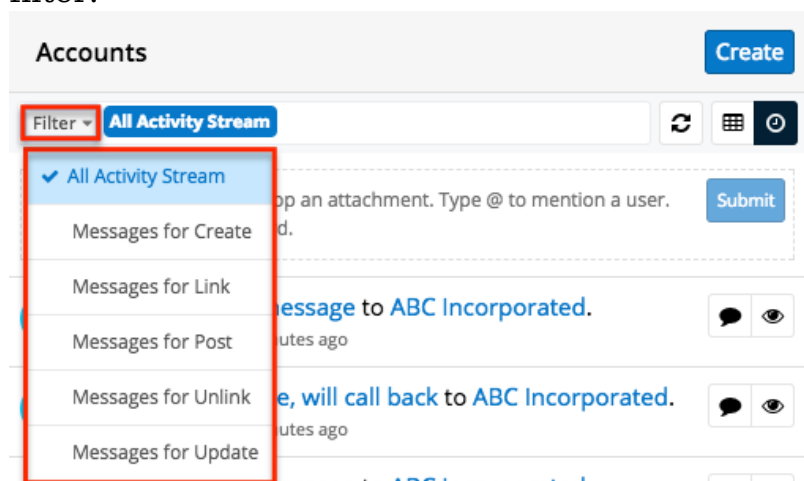 Accounts
Create
Filter
All Activity Stream
All Activity Stream
op an attachment. Type @ to mention a user.
Submit
Messages for Create
d.
Messages for Link
essage to ABC Incorporated.
Messages for Post
utes ago
Messages for Unlink
e, will call back to ABC Incorporated.
utes ago
Messages for Update